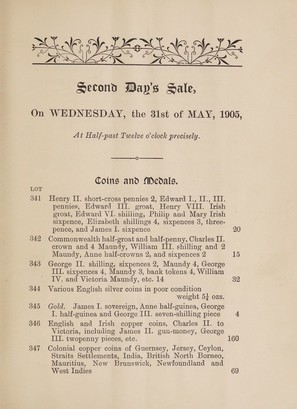 Second Day's Sale,
On WEDNESDAY, the 31st of MAY, 1905,
At Half-past Twelve o'clock precisely.
Coins and Medals.
LOT
341 Henry II. short-cross pennies 2, Edward I., II., III.
pennies, Edward III. groat, Henry VIII. Irish
groat, Edward VI. shilling, Philip and Mary Irish
sixpence, Elizabeth shillings 4, sixpences 3, three-
pence, and James I. sixpence 20
342 Commonwealth half-groat and half-penny, Charles II.
crown and 4 Maundy, William III. shilling and 2
Maundy, Anne half-crowns 2, and sixpences 2 15
343 George II. shilling, sixpences 2, Maundy 4, George
III. sixpences 4, Maundy 3, bank tokens 4, William
IV. and Victoria Maundy, etc. 14 32
344 Various English silver coins in poor condition
weight 5½ ozs.
345 Gold. James I. sovereign, Anne half-guinea, George
I. half-guinea and George III. seven-shilling piece 4
346 English and Irish copper coins, Charles II. to
Victoria, including James II. gun-money, George
III. twopenny pieces, etc. 160
347 Colonial copper coins of Guernsey, Jersey, Ceylon,
Straits Settlements, India, British North Borneo,
Mauritius, New Brunswick, Newfoundland and
West Indies 69